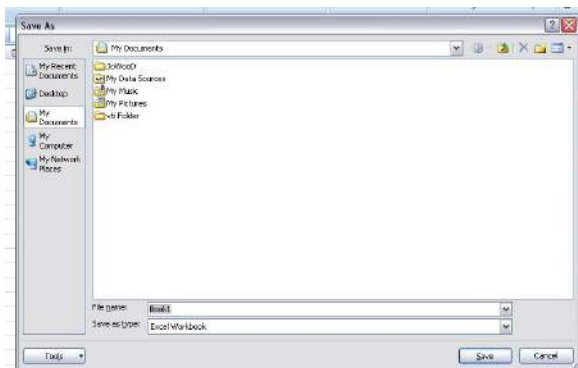 Save As
Save in:
My Documents
My Recent
Documents
Desktop
My
Documents
My
Computer
My Network
Places
JoWooD
My Data Sources
My Music
My Pictures
vti Folder
File name:
Book1
Save as type:
Excel Workbook
Tools
Save
Cancel